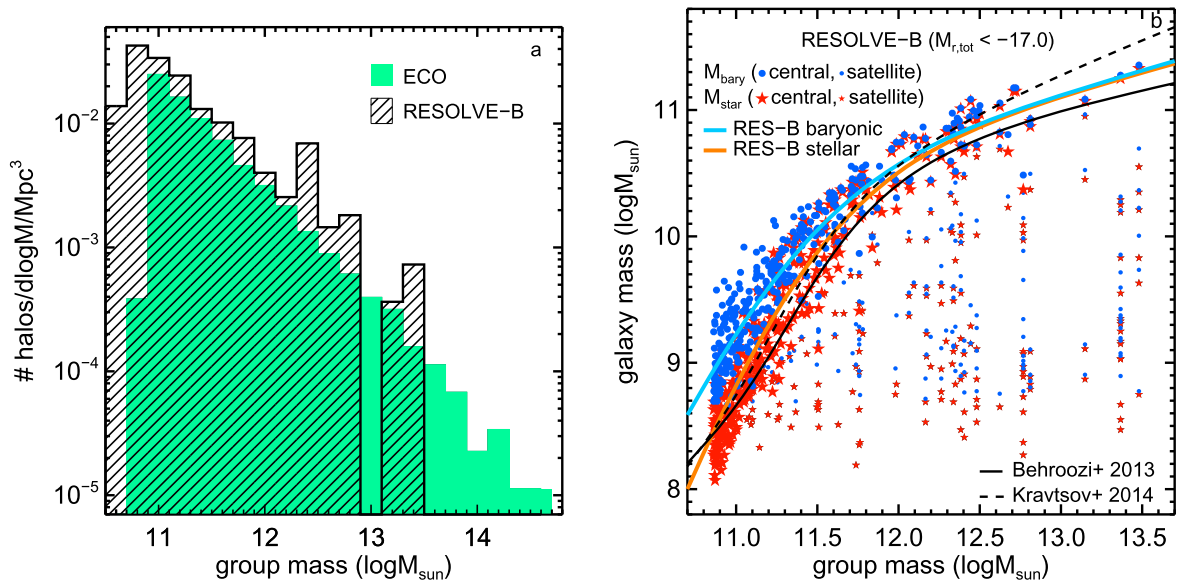 a
ECO
RESOLVE−B
# halos/dlogM/Mpc³
10⁻²
10⁻³
10⁻⁴
10⁻⁵
11 12 13 14
group mass (logM_sun)
b
RESOLVE−B (M_r,tot < −17.0)
M_bary (● central, • satellite)
M_star (★ central, ★ satellite)
RES−B baryonic
RES−B stellar
Behroozi+ 2013
Kravtsov+ 2014
galaxy mass (logM_sun)
11
10
9
8
11.0 11.5 12.0 12.5 13.0 13.5
group mass (logM_sun)